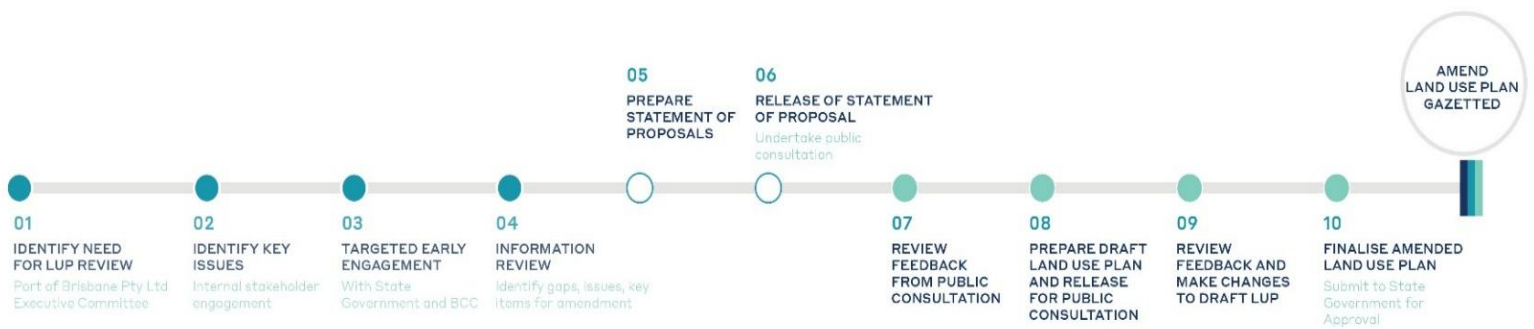 01
IDENTIFY NEED
FOR LUP REVIEW
Port of Brisbane Pty Ltd
Executive Committee
02
IDENTIFY KEY
ISSUES
Internal stakeholder
engagement
03
TARGETED EARLY
ENGAGEMENT
With State
Government and BCC
04
INFORMATION
REVIEW
Identify gaps, issues, key
items for amendment
05
PREPARE
STATEMENT OF
PROPOSALS
06
RELEASE OF STATEMENT
OF PROPOSAL
Undertake public
consultation
07
REVIEW
FEEDBACK
FROM PUBLIC
CONSULTATION
08
PREPARE DRAFT
LAND USE PLAN
AND RELEASE
FOR PUBLIC
CONSULTATION
09
REVIEW
FEEDBACK AND
MAKE CHANGES
TO DRAFT LUP
10
FINALISE AMENDED
LAND USE PLAN
Submit to State
Government for
Approval
AMEND
LAND USE PLAN
GAZETTED